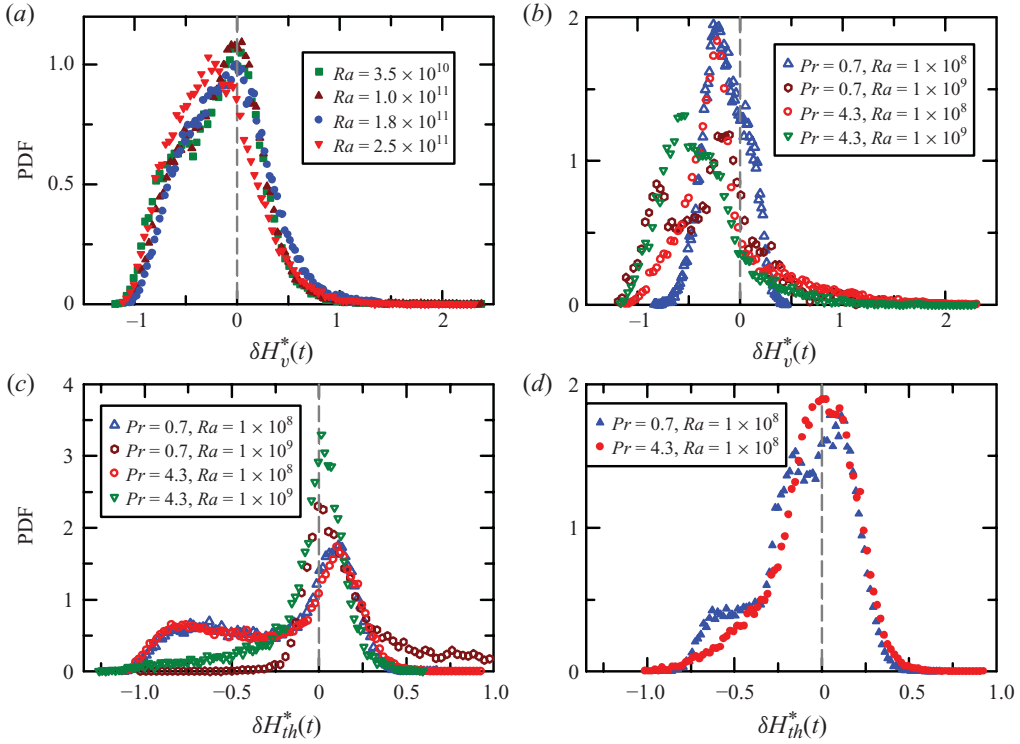 (a)
PDF
1.0
0.5
0
Ra = 3.5 × 10^10
Ra = 1.0 × 10^11
Ra = 1.8 × 10^11
Ra = 2.5 × 10^11
−1 0 1 2
δH*v(t)
(b)
2
1
0
Pr = 0.7, Ra = 1 × 10^8
Pr = 0.7, Ra = 1 × 10^9
Pr = 4.3, Ra = 1 × 10^8
Pr = 4.3, Ra = 1 × 10^9
−1 0 1 2
δH*v(t)
(c)
PDF
4
3
2
1
0
Pr = 0.7, Ra = 1 × 10^8
Pr = 0.7, Ra = 1 × 10^9
Pr = 4.3, Ra = 1 × 10^8
Pr = 4.3, Ra = 1 × 10^9
−1.0 −0.5 0 0.5 1.0
δH*th(t)
(d)
2
1
0
Pr = 0.7, Ra = 1 × 10^8
Pr = 4.3, Ra = 1 × 10^8
−1.0 −0.5 0 0.5 1.0
δH*th(t)